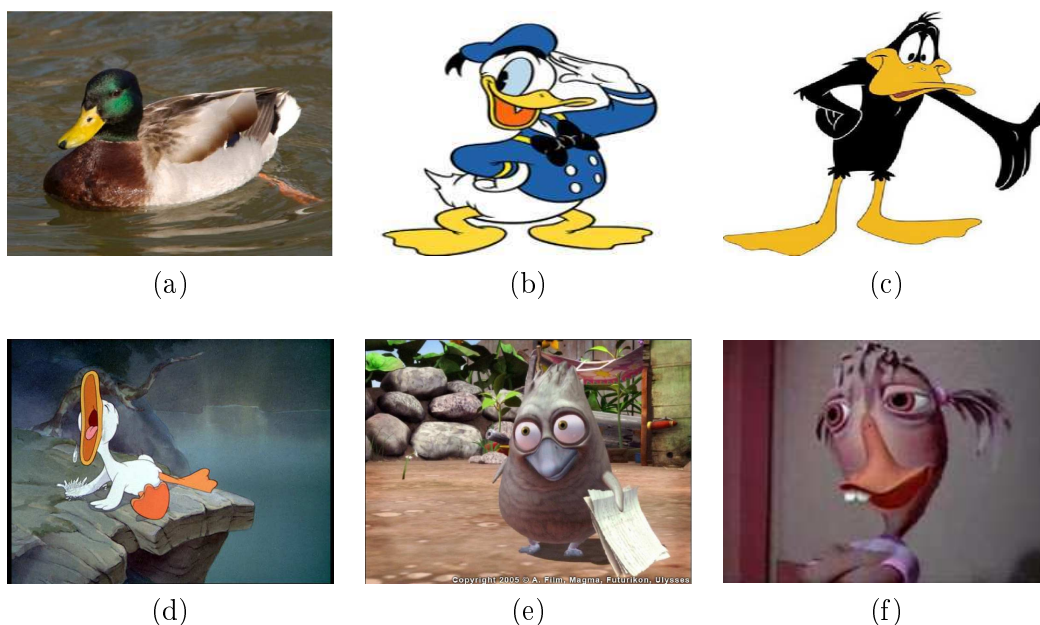 (a)
(b)
(c)
Copyright 2005 © A. Film, Magma, Futurikon, Ulysses
(d)
(e)
(f)